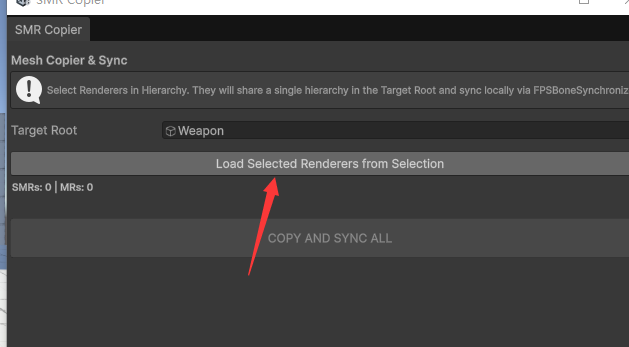 SMR Copier
SMR Copier
Mesh Copier & Sync
Select Renderers in Hierarchy. They will share a single hierarchy in the Target Root and sync locally via FPSBoneSynchroniz
Target Root
Weapon
Load Selected Renderers from Selection
SMRs: 0 | MRs: 0
COPY AND SYNC ALL